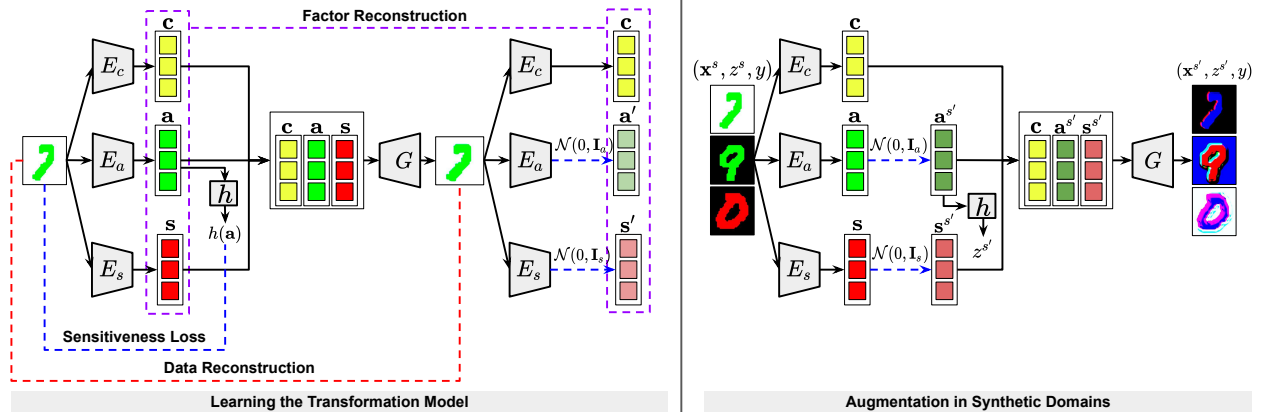 Factor Reconstruction
c
E_c
a
E_a
h
h(a)
s
E_s
c a s
G
E_c
c
E_a
𝒩(0, I_a)
a′
E_s
𝒩(0, I_s)
s′
Sensitiveness Loss
Data Reconstruction
Learning the Transformation Model
(x^s, z^s, y)
E_c
c
E_a
a
𝒩(0, I_a)
a^{s′}
h
z^{s′}
E_s
s
𝒩(0, I_s)
s^{s′}
c a^{s′} s^{s′}
G
(x^{s′}, z^{s′}, y)
Augmentation in Synthetic Domains